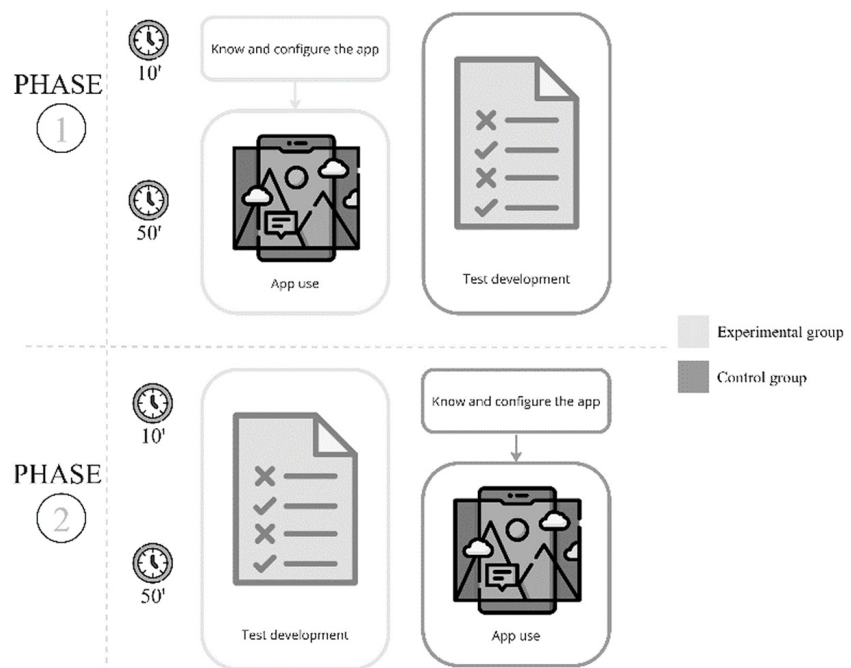 PHASE
1
10'
50'
Know and configure the app
App use
Test development
Experimental group
Control group
PHASE
2
10'
50'
Test development
Know and configure the app
App use